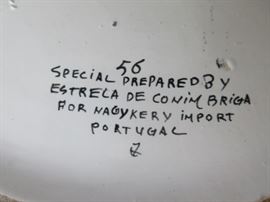 56
SPECIAL PREPARED BY
ESTRELA DE CONIMBRIGA
FOR NAGYKERY IMPORT
PORTUGAL
Z